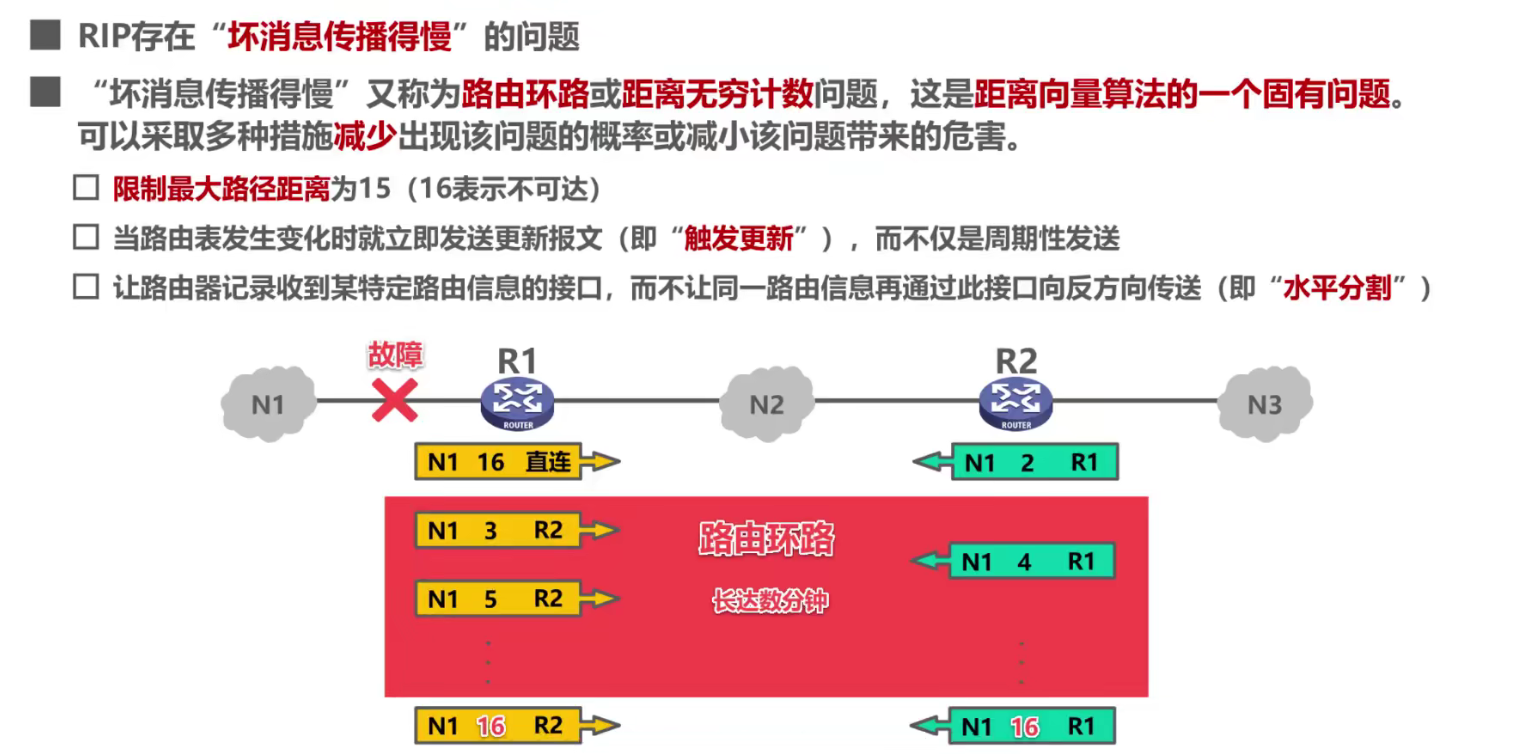 RIP存在“坏消息传播得慢”的问题
“坏消息传播得慢”又称为路由环路或距离无穷计数问题，这是距离向量算法的一个固有问题。
可以采取多种措施减少出现该问题的概率或减小该问题带来的危害。
限制最大路径距离为15（16表示不可达）
当路由表发生变化时就立即发送更新报文（即“触发更新”），而不仅是周期性发送
让路由器记录收到某特定路由信息的接口，而不让同一路由信息再通过此接口向反方向传送（即“水平分割”）
故障 R1 R2
N1 N2 N3
ROUTER ROUTER
N1 16 直连 N1 2 R1
N1 3 R2 路由环路
N1 4 R1
N1 5 R2 长达数分钟
N1 16 R2 N1 16 R1